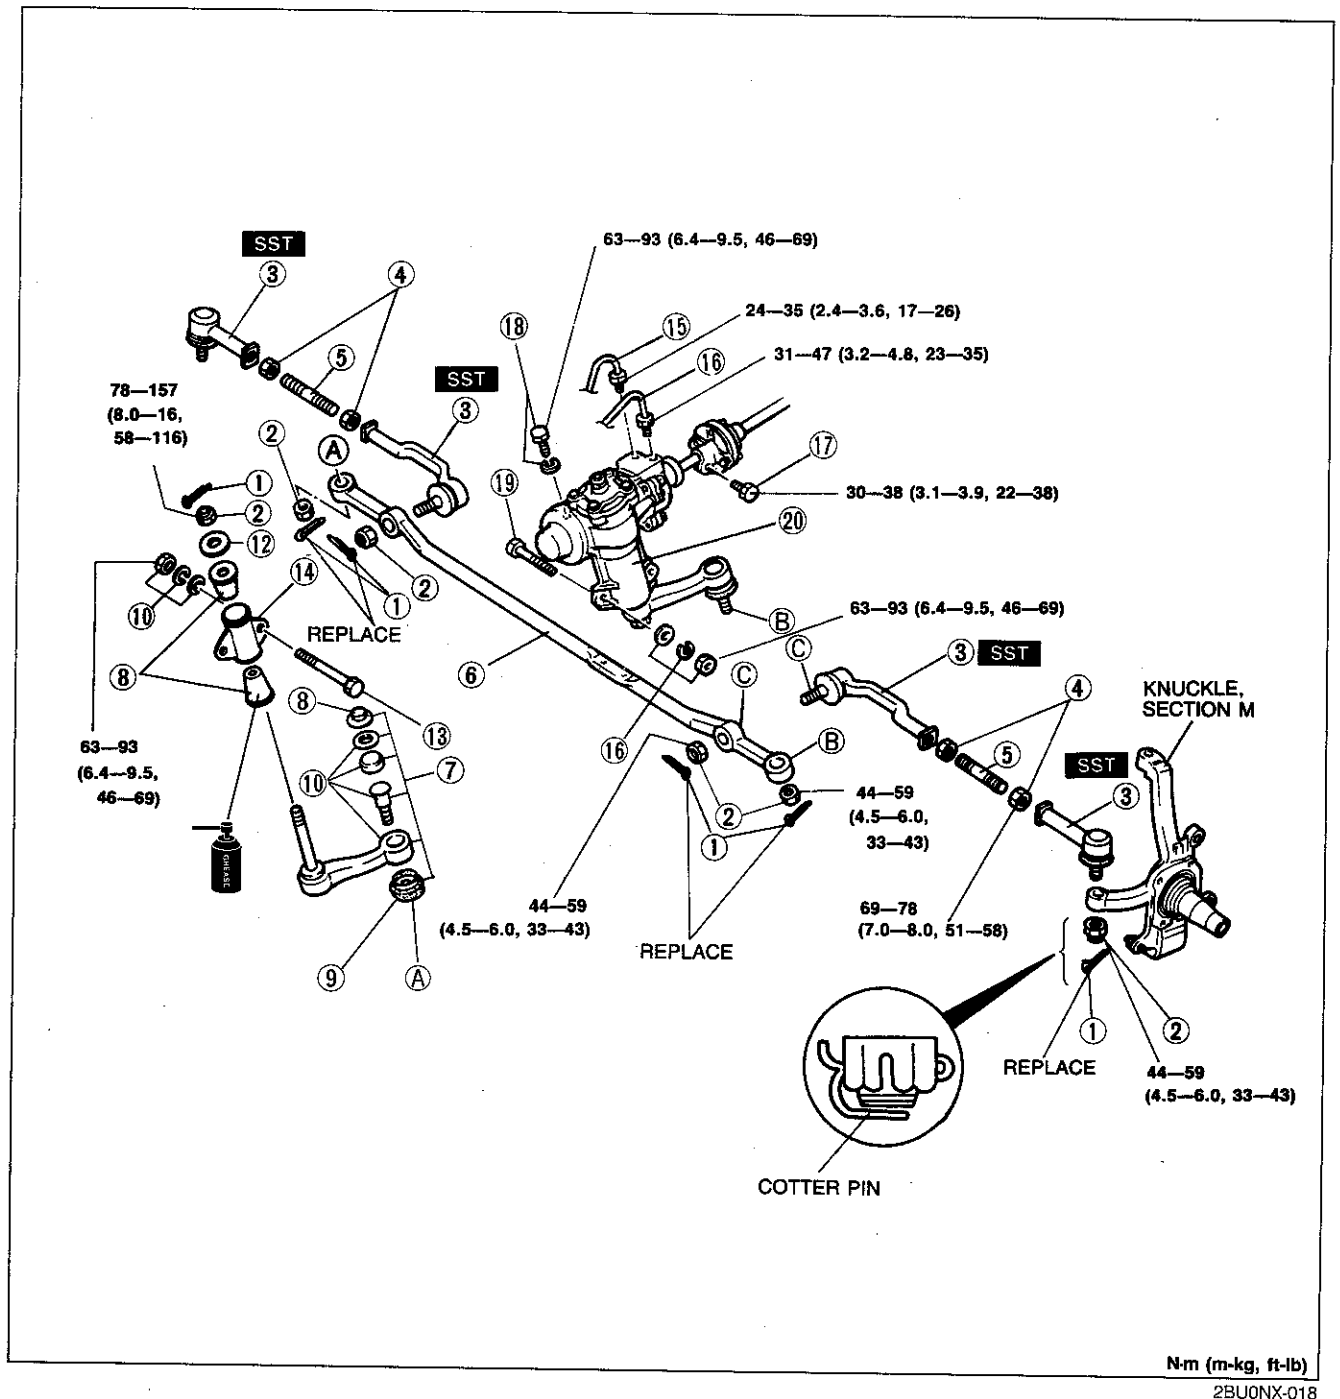 63—93 (6.4—9.5, 46—69)
SST
3
4
24—35 (2.4—3.6, 17—26)
18
15
31—47 (3.2—4.8, 23—35)
16
5
SST
3
78—157
(8.0—16,
58—116)
2
A
17
1
19
30—38 (3.1—3.9, 22—38)
2
20
12
14
2
B
10
1
63—93 (6.4—9.5, 46—69)
REPLACE
C
3 SST
6
8
C
4
KNUCKLE,
SECTION M
8
13
16
B
5
63—93
(6.4—9.5,
46—69)
7
10
SST
3
2
44—59
(4.5—6.0,
33—43)
1
GREASE
44—59
(4.5—6.0, 33—43)
69—78
(7.0—8.0, 51—58)
REPLACE
9
A
1
2
REPLACE
44—59
(4.5—6.0, 33—43)
COTTER PIN
N·m (m-kg, ft-lb)
2BU0NX-018